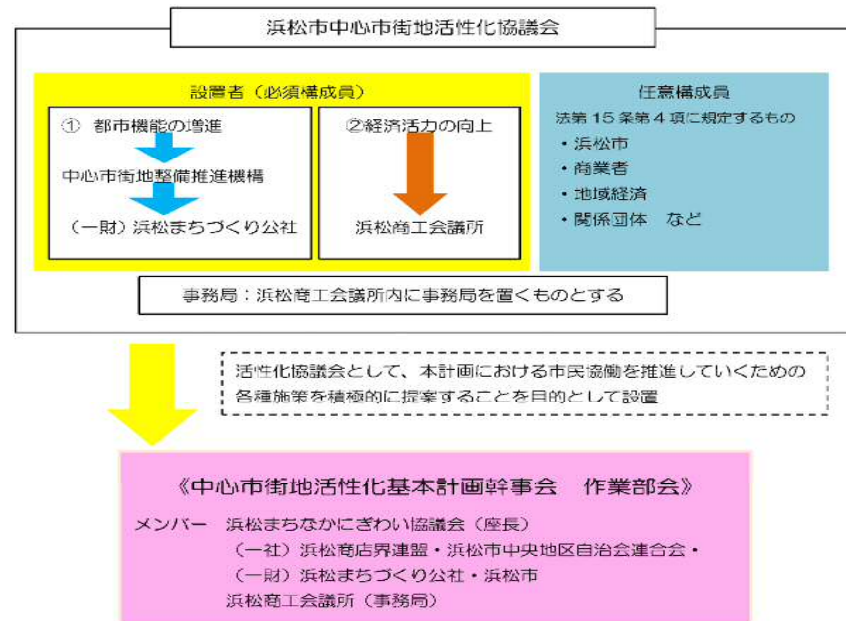 浜松市中心市街地活性化協議会
設置者（必須構成員）
① 都市機能の増進
中心市街地整備推進機構
（一財）浜松まちづくり公社
②経済活力の向上
浜松商工会議所
任意構成員
法第15条第4項に規定するもの
・浜松市
・商業者
・地域経済
・関係団体　など
事務局：浜松商工会議所内に事務局を置くものとする
活性化協議会として、本計画における市民協働を推進していくための
各種施策を積極的に提案することを目的として設置
《中心市街地活性化基本計画幹事会　作業部会》
メンバー　浜松まちなかにぎわい協議会（座長）
（一社）浜松商店界連盟・浜松市中央地区自治会連合会・
（一財）浜松まちづくり公社・浜松市
浜松商工会議所（事務局）